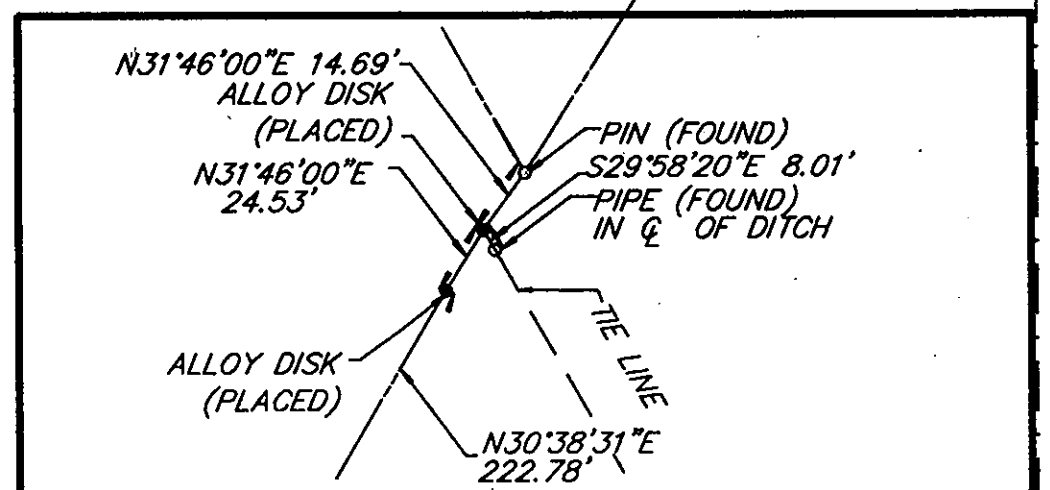 N31°46'00"E 14.69'
ALLOY DISK
(PLACED)
N31°46'00"E
24.53'
PIN (FOUND)
S29°58'20"E 8.01'
PIPE (FOUND)
IN ℄ OF DITCH
TIE LINE
ALLOY DISK
(PLACED)
N30°38'31"E
222.78'